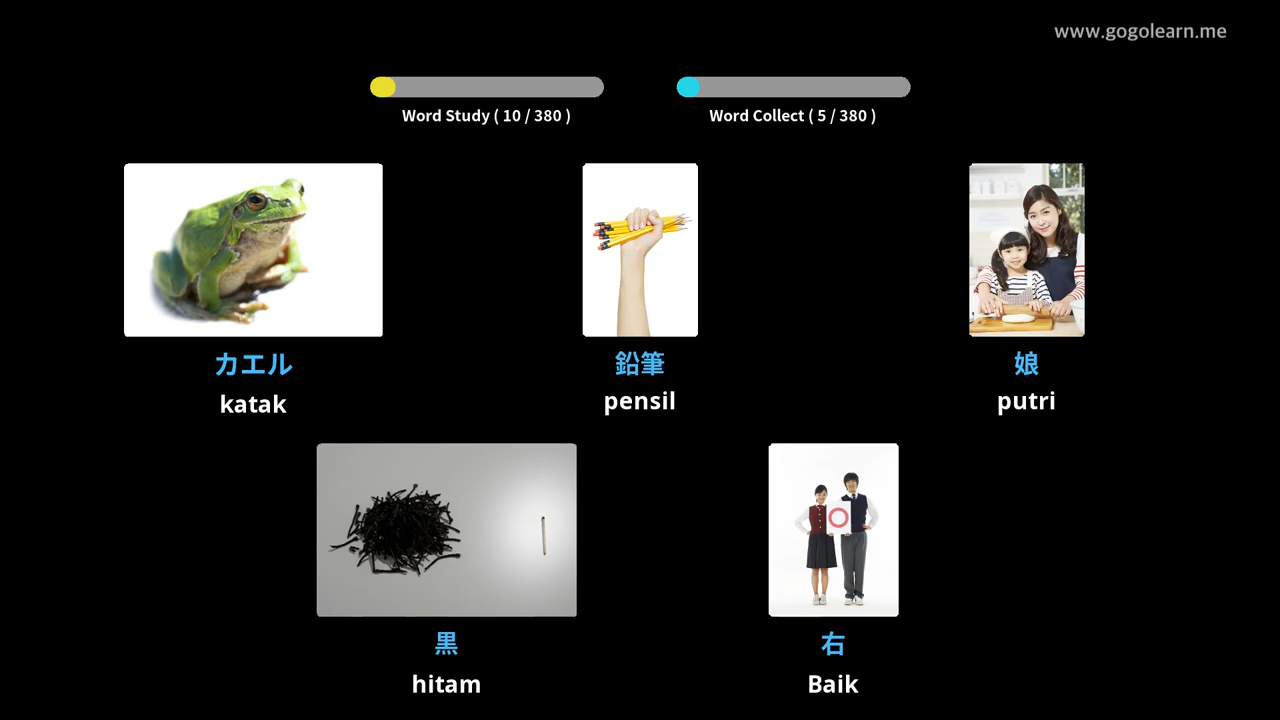 www.gogolearn.me
Word Study ( 10 / 380 )
Word Collect ( 5 / 380 )
カエル
katak
鉛筆
pensil
娘
putri
黒
hitam
右
Baik